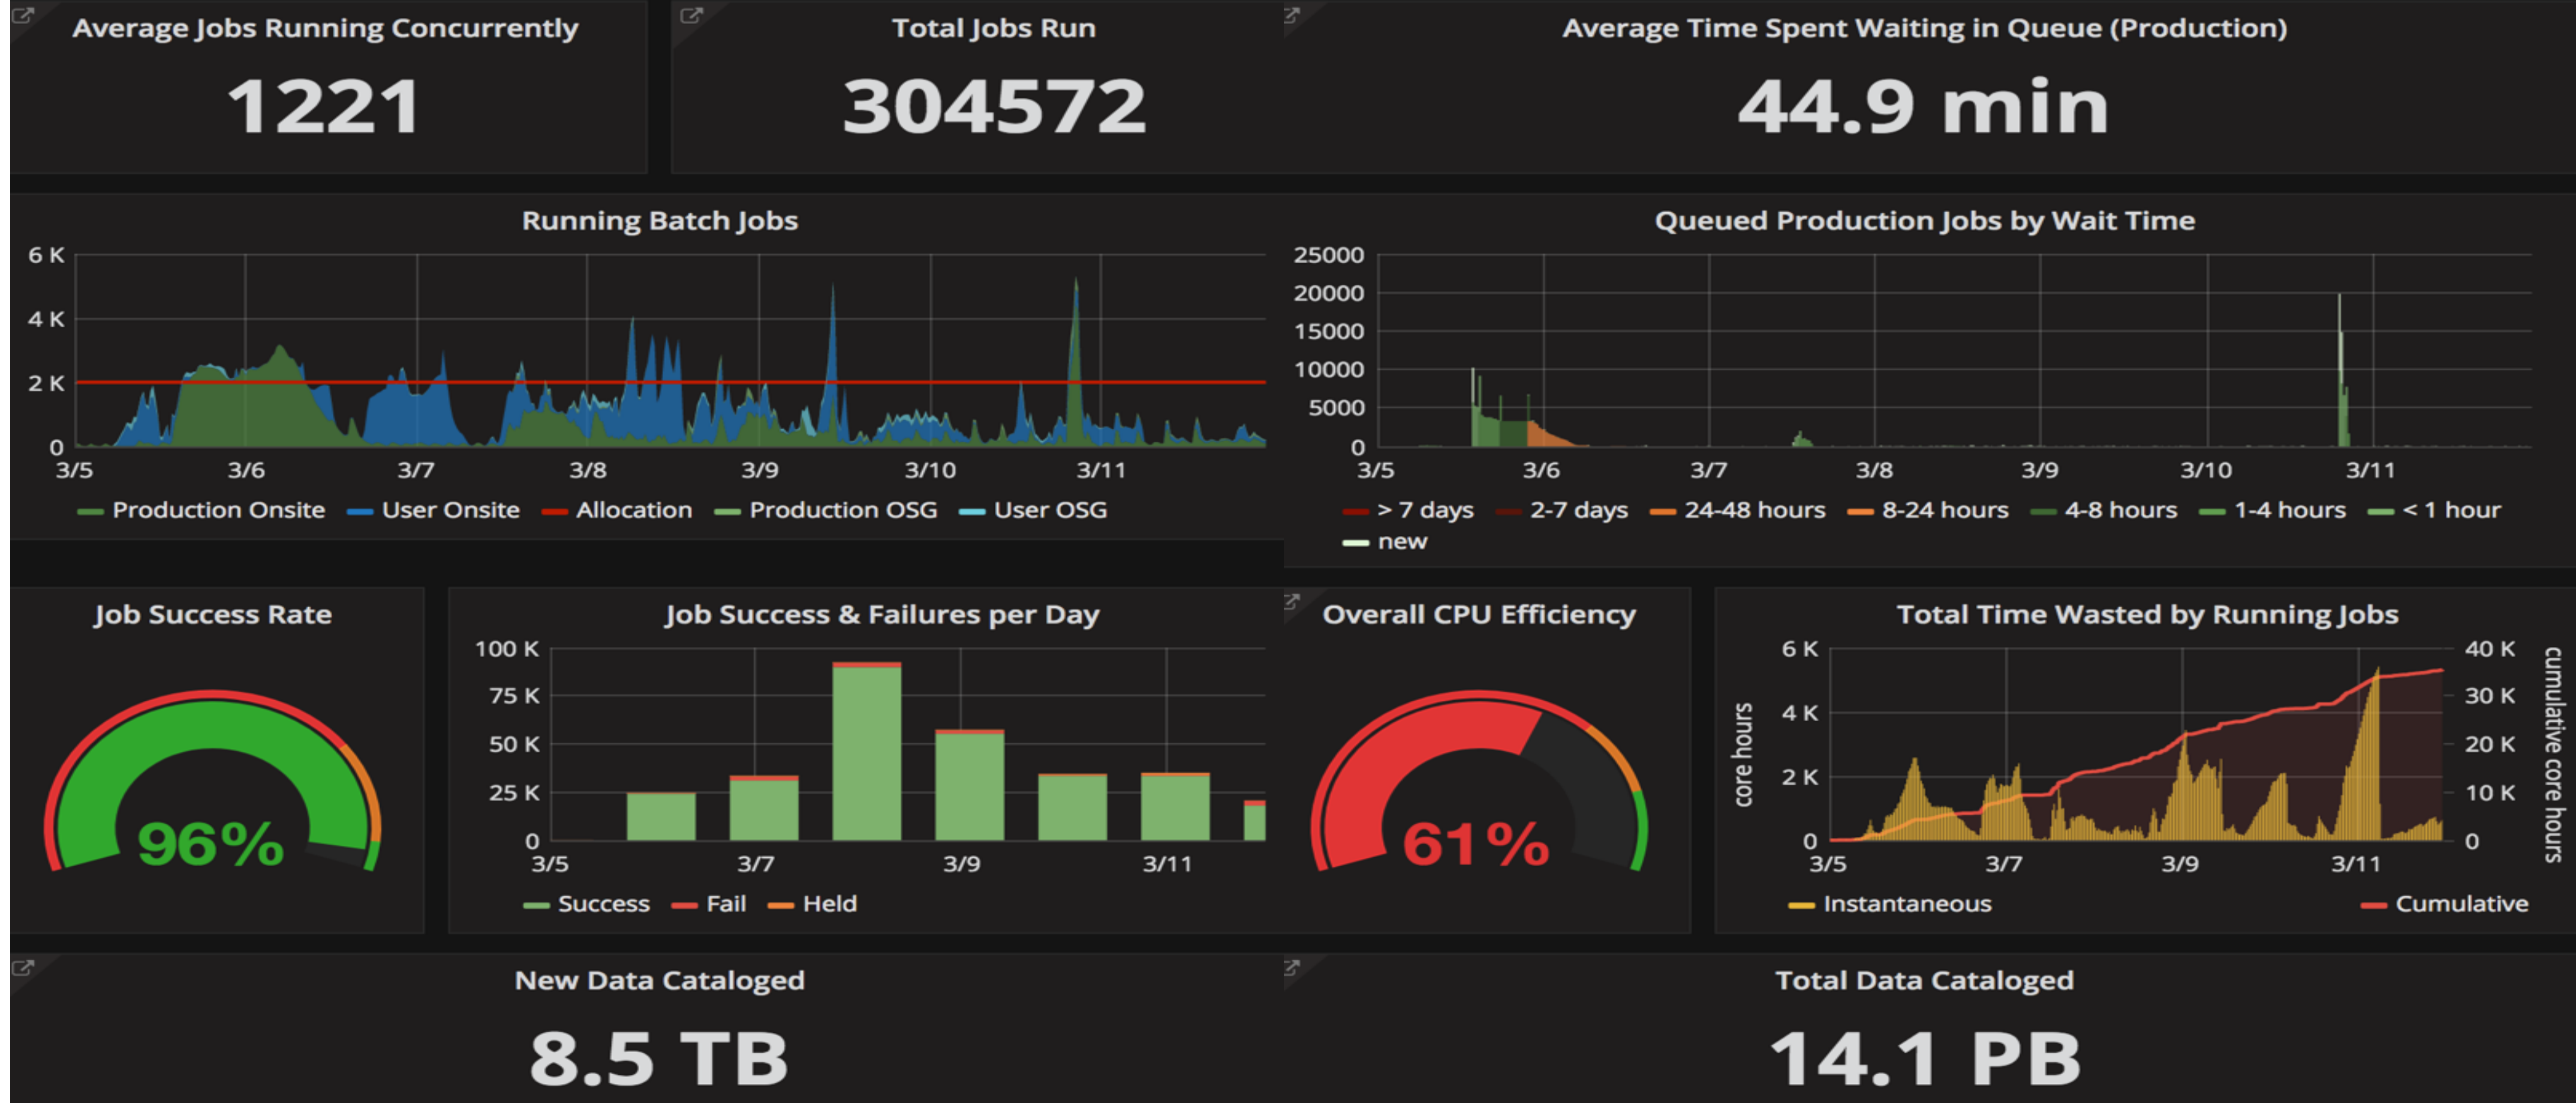 Average Jobs Running Concurrently
1221
Total Jobs Run
304572
Average Time Spent Waiting in Queue (Production)
44.9 min
Running Batch Jobs
6 K
4 K
2 K
0
3/5 3/6 3/7 3/8 3/9 3/10 3/11
Production Onsite User Onsite Allocation Production OSG User OSG
Queued Production Jobs by Wait Time
25000
20000
15000
10000
5000
0
3/5 3/6 3/7 3/8 3/9 3/10 3/11
> 7 days 2-7 days 24-48 hours 8-24 hours 4-8 hours 1-4 hours < 1 hour
new
Job Success Rate
96%
Job Success & Failures per Day
100 K
75 K
50 K
25 K
0
3/5 3/7 3/9 3/11
Success Fail Held
Overall CPU Efficiency
61%
Total Time Wasted by Running Jobs
core hours
6 K
4 K
2 K
0
40 K
30 K
20 K
10 K
0
cumulative core hours
3/5 3/7 3/9 3/11
Instantaneous Cumulative
New Data Cataloged
8.5 TB
Total Data Cataloged
14.1 PB